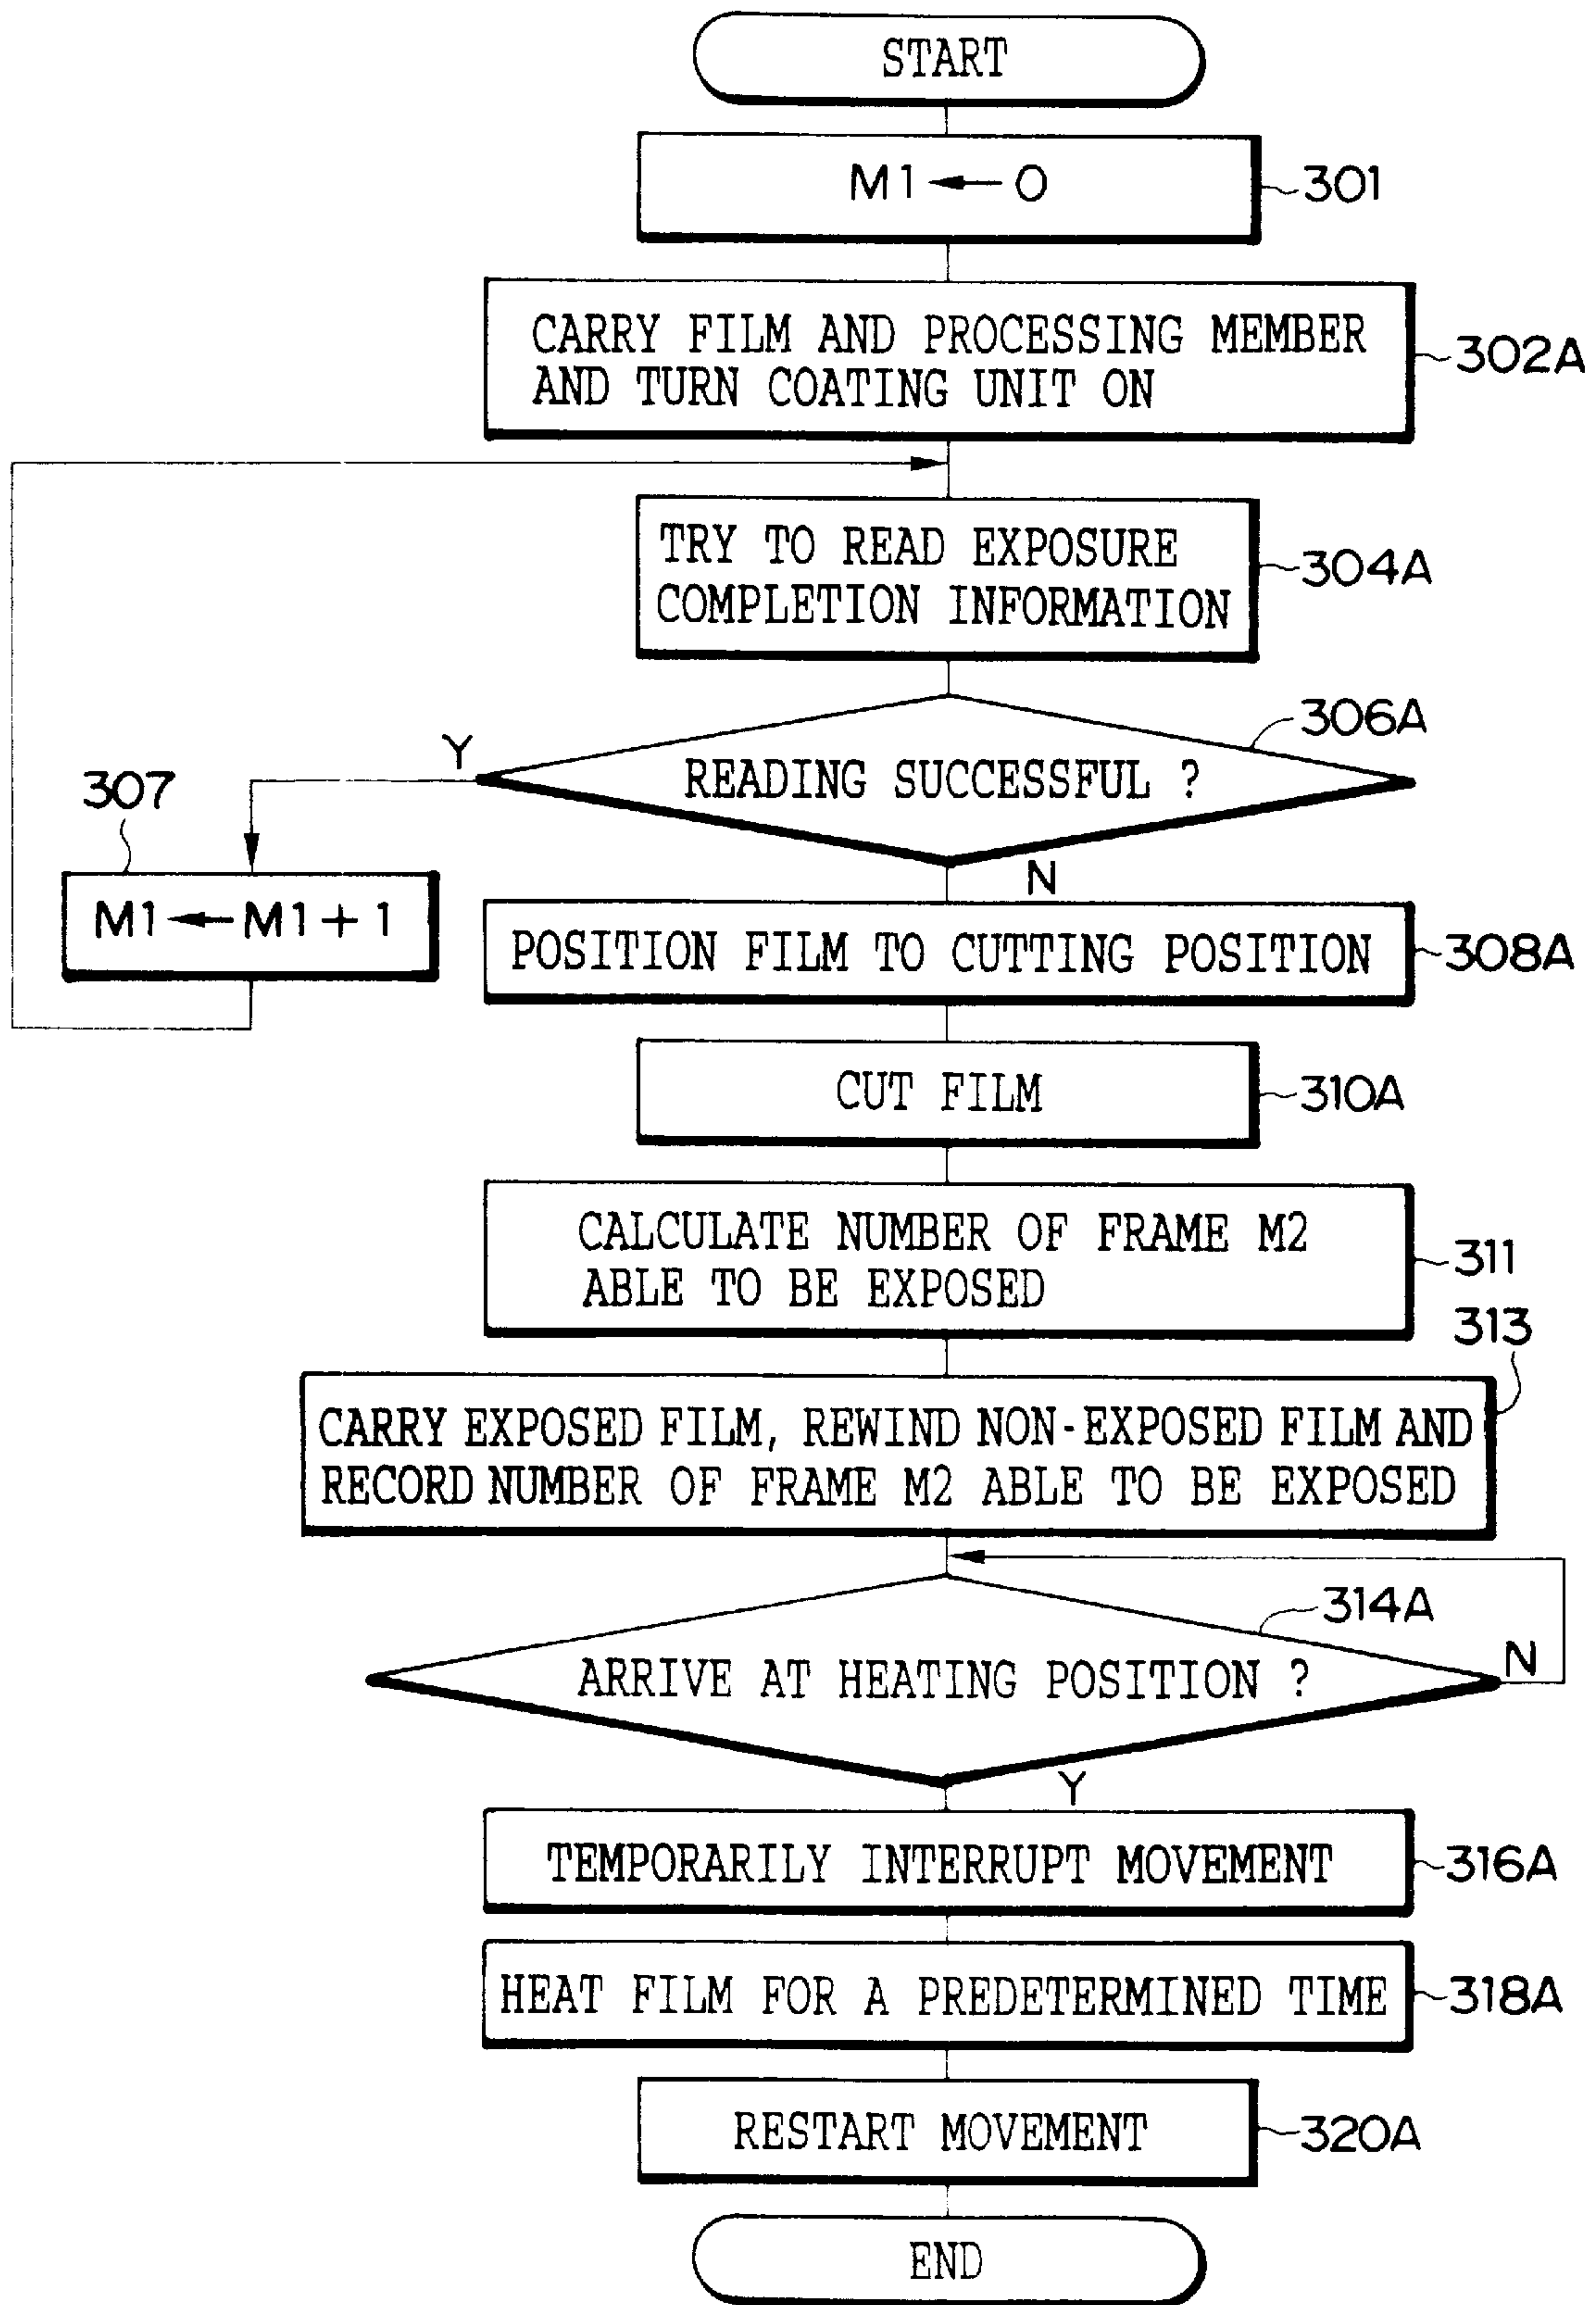 START
M1 ← 0
301
CARRY FILM AND PROCESSING MEMBER
AND TURN COATING UNIT ON
302A
TRY TO READ EXPOSURE
COMPLETION INFORMATION
304A
306A
READING SUCCESSFUL ?
Y
N
307
M1 ← M1 + 1
POSITION FILM TO CUTTING POSITION
308A
CUT FILM
310A
CALCULATE NUMBER OF FRAME M2
ABLE TO BE EXPOSED
311
313
CARRY EXPOSED FILM, REWIND NON-EXPOSED FILM AND
RECORD NUMBER OF FRAME M2 ABLE TO BE EXPOSED
314A
ARRIVE AT HEATING POSITION ?
N
Y
TEMPORARILY INTERRUPT MOVEMENT
316A
HEAT FILM FOR A PREDETERMINED TIME
318A
RESTART MOVEMENT
320A
END